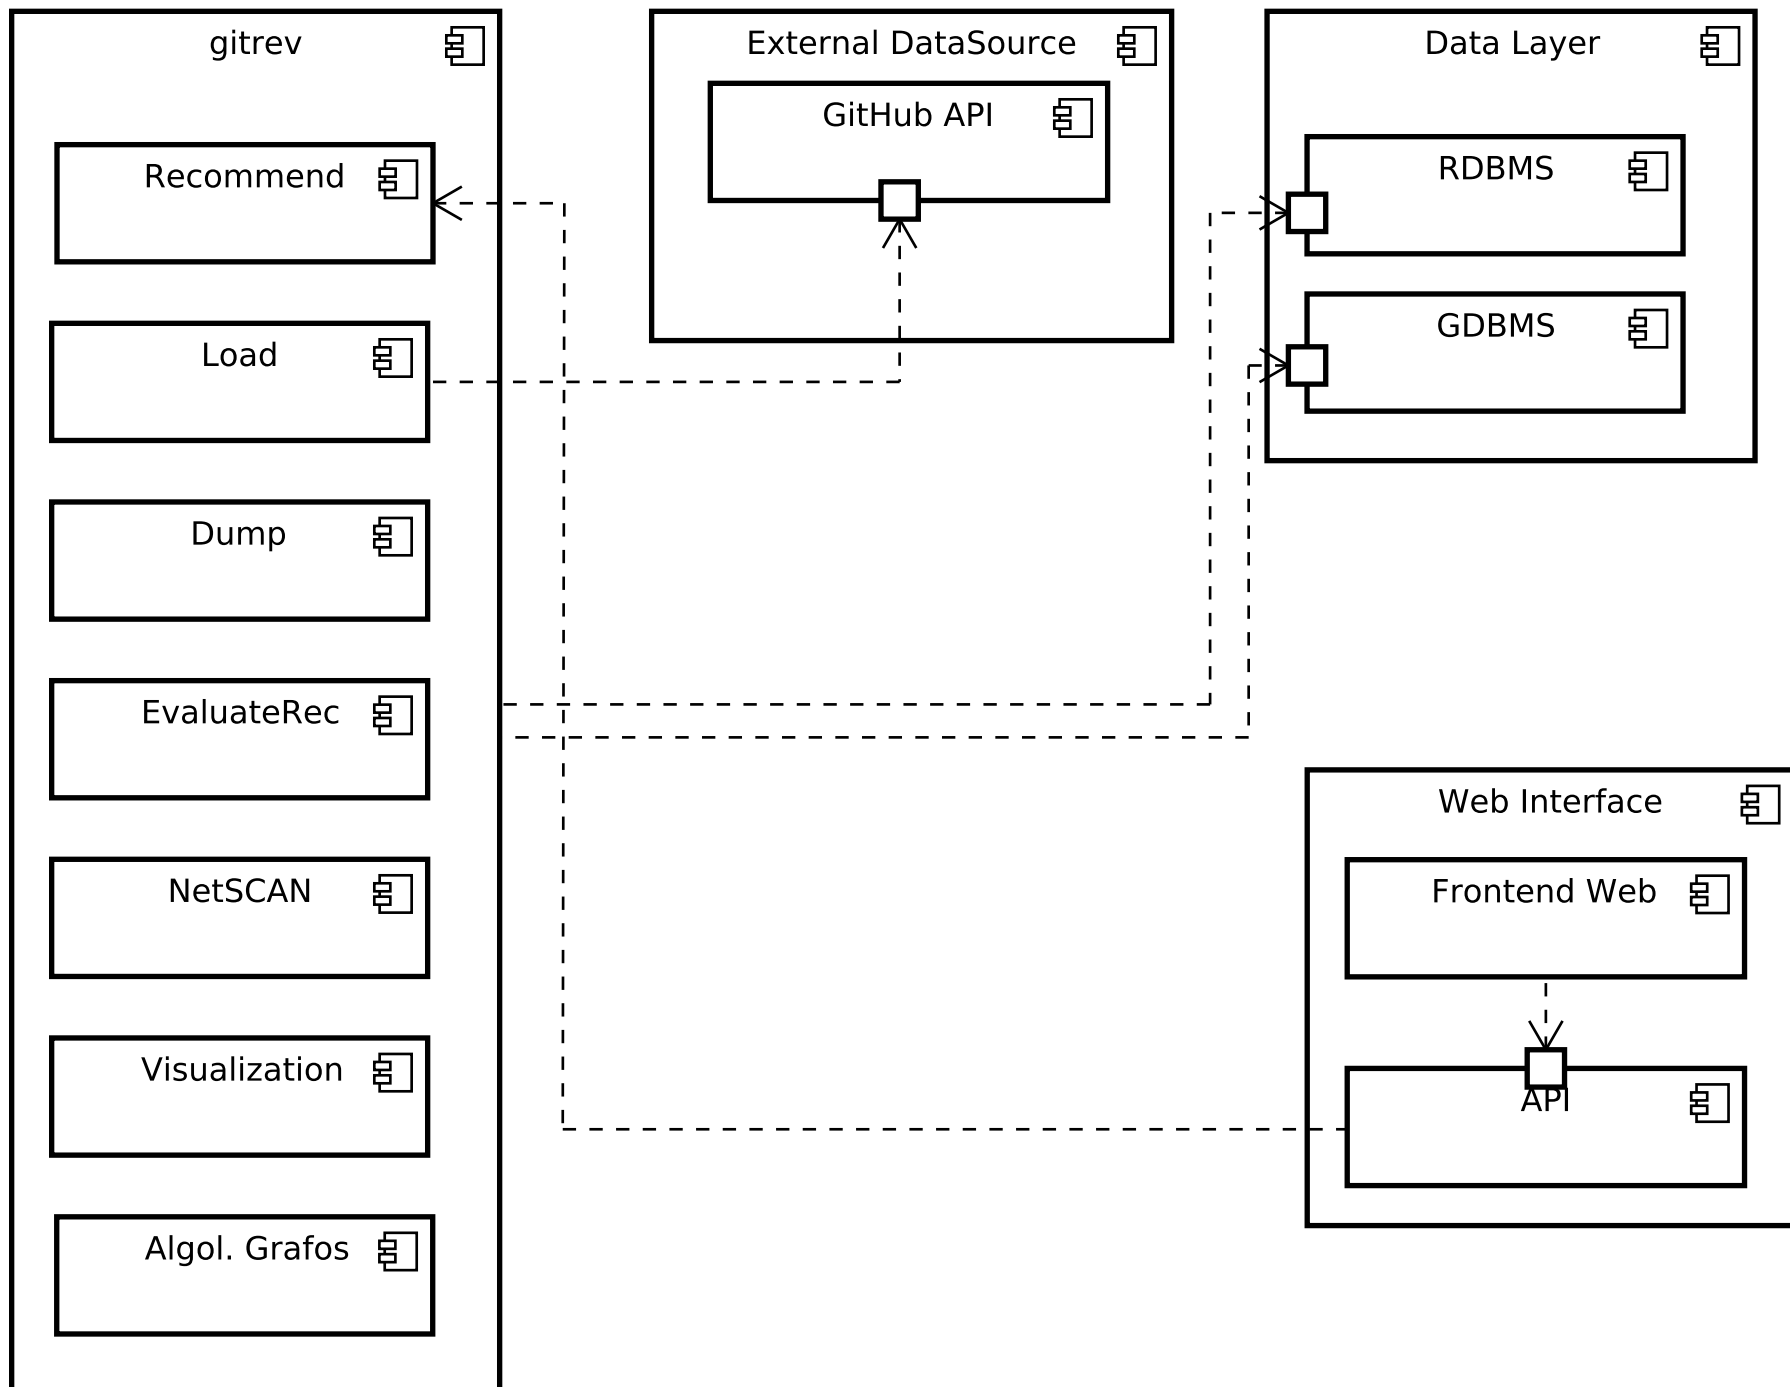 gitrev
Recommend
Load
Dump
EvaluateRec
NetSCAN
Visualization
Algol. Grafos
External DataSource
GitHub API
Data Layer
RDBMS
GDBMS
Web Interface
Frontend Web
API